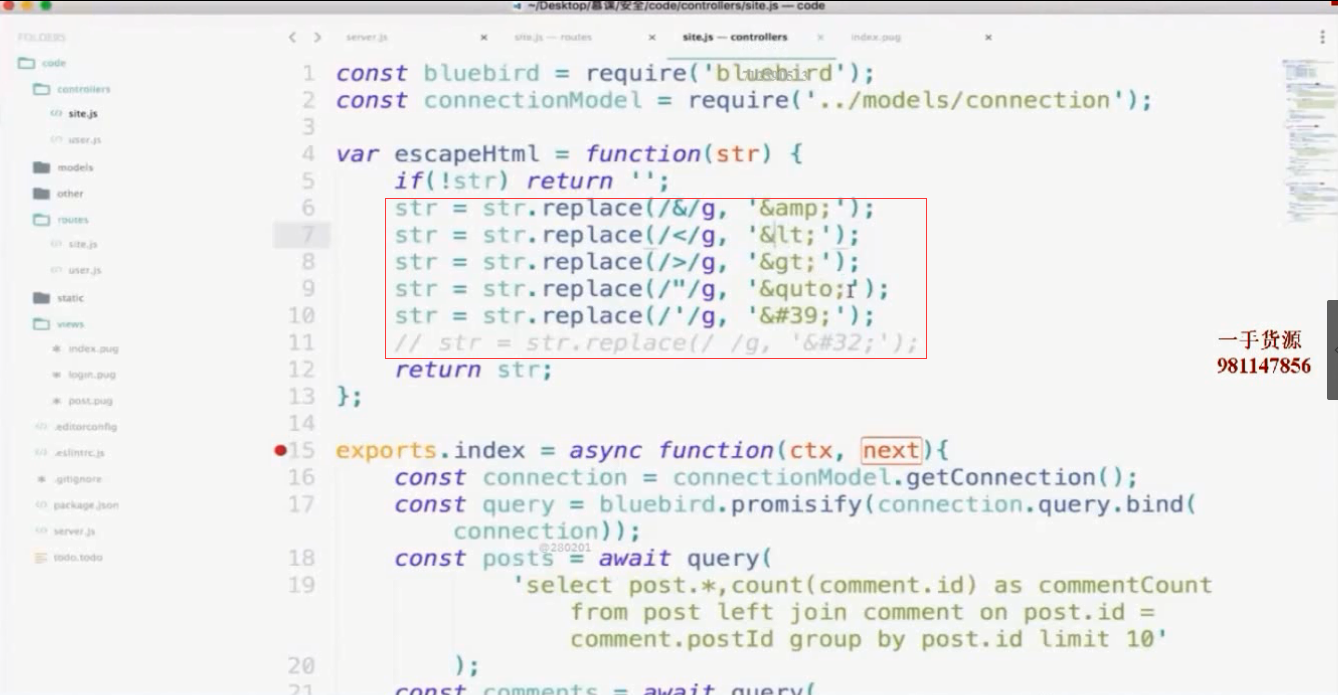 ~/Desktop/慕课/安全/code/controllers/site.js — code
FOLDERS
code
controllers
site.js
user.js
models
other
routes
site.js
user.js
static
views
index.pug
login.pug
post.pug
.editorconfig
.eslintrc.js
.gitignore
package.json
server.js
todo.todo
server.js
site.js — routes
site.js — controllers
index.pug
1 const bluebird = require('bluebird');
2 const connectionModel = require('../models/connection');
3
4 var escapeHtml = function(str) {
5 if(!str) return '';
6 str = str.replace(/&/g, '&amp;');
7 str = str.replace(/</g, '&lt;');
8 str = str.replace(/>/g, '&gt;');
9 str = str.replace(/"/g, '&quto;');
10 str = str.replace(/'/g, '&#39;');
11 // str = str.replace(/ /g, '&#32;');
12 return str;
13 };
14
15 exports.index = async function(ctx, next){
16 const connection = connectionModel.getConnection();
17 const query = bluebird.promisify(connection.query.bind(
connection));
@280201
18 const posts = await query(
19 'select post.*,count(comment.id) as commentCount
from post left join comment on post.id =
comment.postId group by post.id limit 10'
20 );
21 const comments = await query(
一手货源
981147856